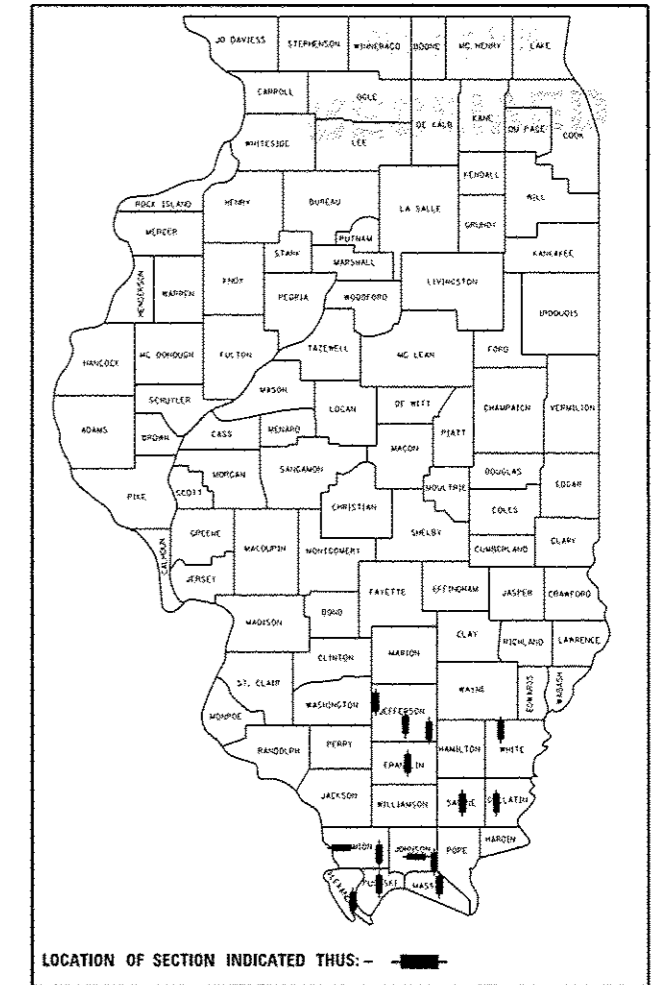 JO DAVIESS STEPHENSON WINNEBAGO BOONE MC HENRY LAKE
CARROLL OGLE DE KALB KANE DU PAGE COOK
WHITESIDE LEE
KENDALL
ROCK ISLAND HENRY BUREAU LA SALLE GRUNDY WILL
MERCER PUTNAM
STARK MARSHALL KANKAKEE
HENDERSON WARREN KNOX PEORIA WOODFORD LIVINGSTON IROQUOIS
HANCOCK MC DONOUGH FULTON TAZEWELL MC LEAN FORD
SCHUYLER MASON LOGAN DE WITT CHAMPAIGN VERMILION
ADAMS BROWN CASS MENARD PIATT
MACON
MORGAN SANGAMON DOUGLAS
PIKE SCOTT CHRISTIAN MOULTRIE EDGAR
COLES
GREENE SHELBY
CALHOUN MACOUPIN MONTGOMERY CUMBERLAND CLARK
JERSEY FAYETTE EFFINGHAM JASPER CRAWFORD
MADISON BOND
CLAY RICHLAND LAWRENCE
CLINTON MARION
ST. CLAIR WAYNE EDWARDS WABASH
WASHINGTON JEFFERSON
MONROE
RANDOLPH PERRY HAMILTON WHITE
FRANKLIN
JACKSON WILLIAMSON
HARDIN
JOHNSON POPE
LOCATION OF SECTION INDICATED THUS:-